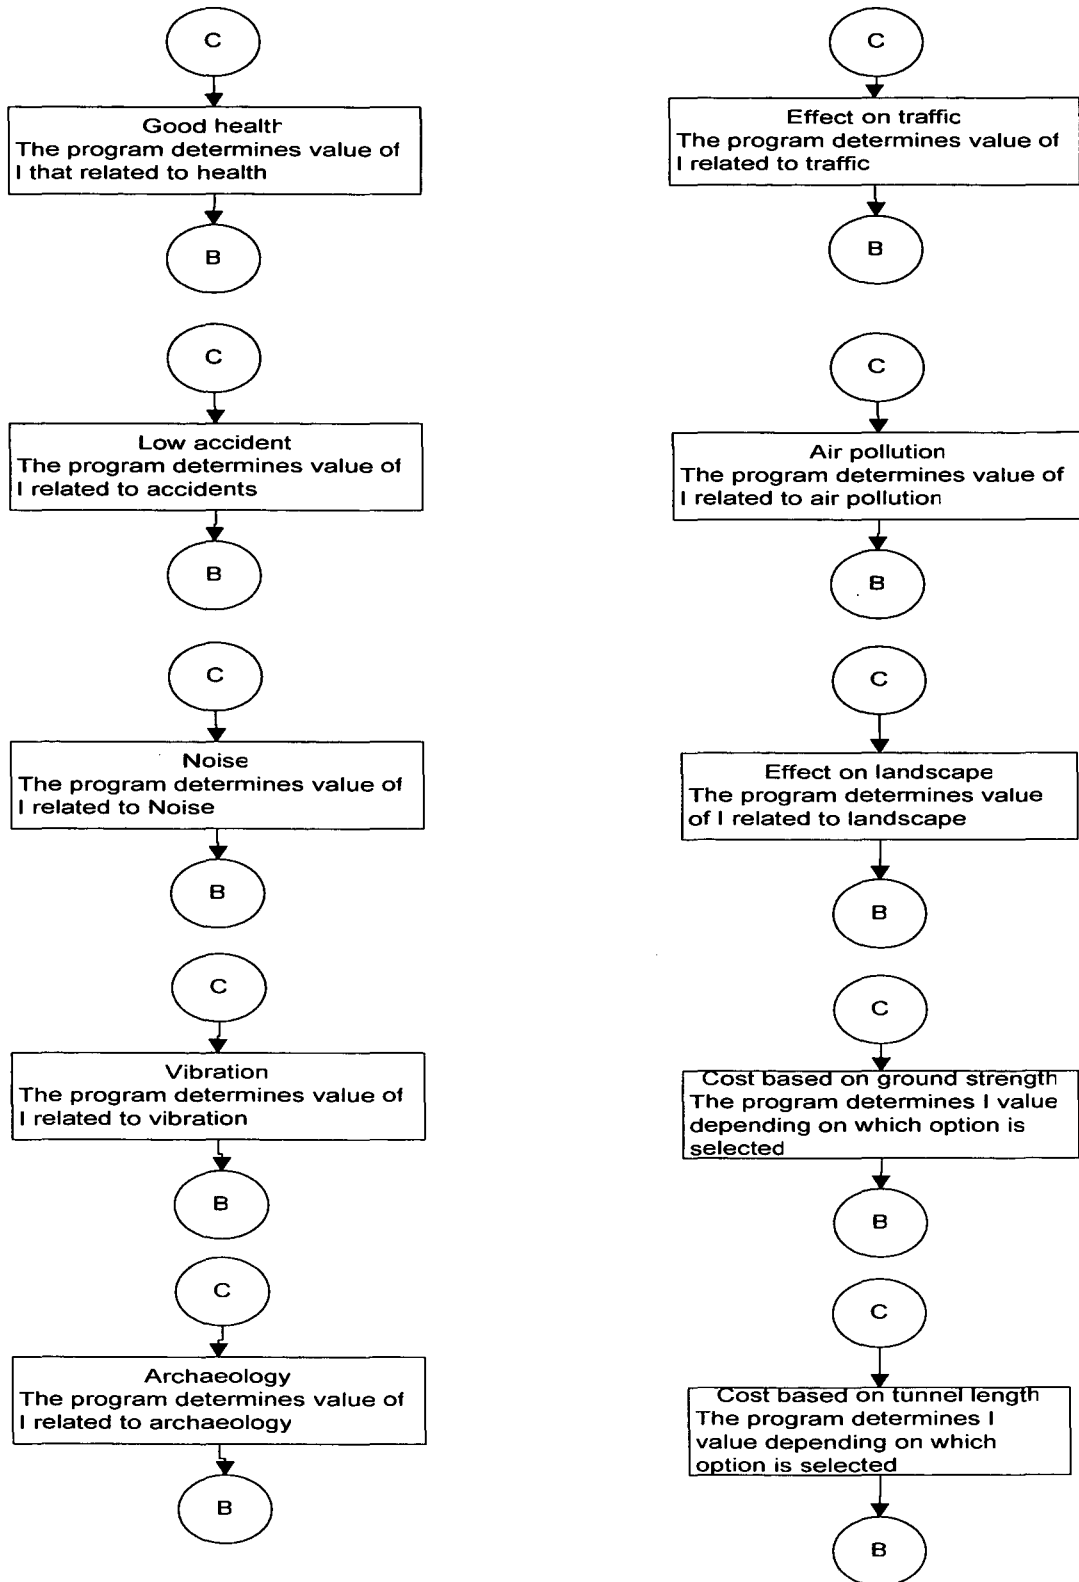 C
Good health
The program determines value of
I that related to health
B
C
Low accident
The program determines value of
I related to accidents
B
C
Noise
The program determines value of
I related to Noise
B
C
Vibration
The program determines value of
I related to vibration
B
C
Archaeology
The program determines value of
I related to archaeology
B
C
Effect on traffic
The program determines value of
I related to traffic
B
C
Air pollution
The program determines value of
I related to air pollution
B
C
Effect on landscape
The program determines value
of I related to landscape
B
C
Cost based on ground strength
The program determines I value
depending on which option is
selected
B
C
Cost based on tunnel length
The program determines I
value depending on which
option is selected
B